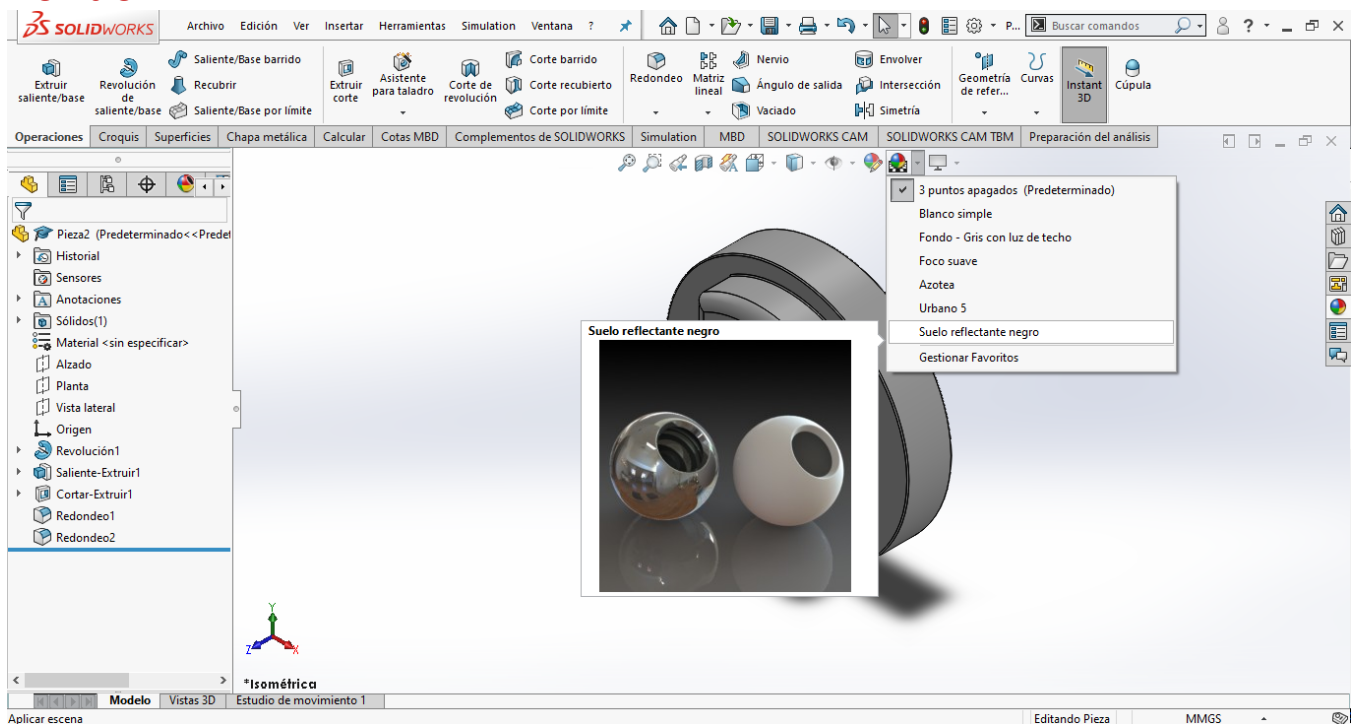 SOLIDWORKS Archivo Edición Ver Insertar Herramientas Simulation Ventana ? P... Buscar comandos ?
Extruir saliente/base
Revolución de saliente/base
Saliente/Base barrido
Recubrir
Saliente/Base por límite
Extruir corte
Asistente para taladro
Corte de revolución
Corte barrido
Corte recubierto
Corte por límite
Redondeo
Matriz lineal
Nervio
Ángulo de salida
Vaciado
Envolver
Intersección
Simetría
Geometría de refer...
Curvas
Instant 3D
Cúpula
Operaciones Croquis Superficies Chapa metálica Calcular Cotas MBD Complementos de SOLIDWORKS Simulation MBD SOLIDWORKS CAM SOLIDWORKS CAM TBM Preparación del análisis
Pieza2 (Predeterminado<<Predet
Historial
Sensores
Anotaciones
Sólidos(1)
Material <sin especificar>
Alzado
Planta
Vista lateral
Origen
Revolución1
Saliente-Extruir1
Cortar-Extruir1
Redondeo1
Redondeo2
3 puntos apagados (Predeterminado)
Blanco simple
Fondo - Gris con luz de techo
Foco suave
Azotea
Urbano 5
Suelo reflectante negro
Gestionar Favoritos
Suelo reflectante negro
Y
Z X
*Isométrica
Modelo Vistas 3D Estudio de movimiento 1
Aplicar escena Editando Pieza MMGS